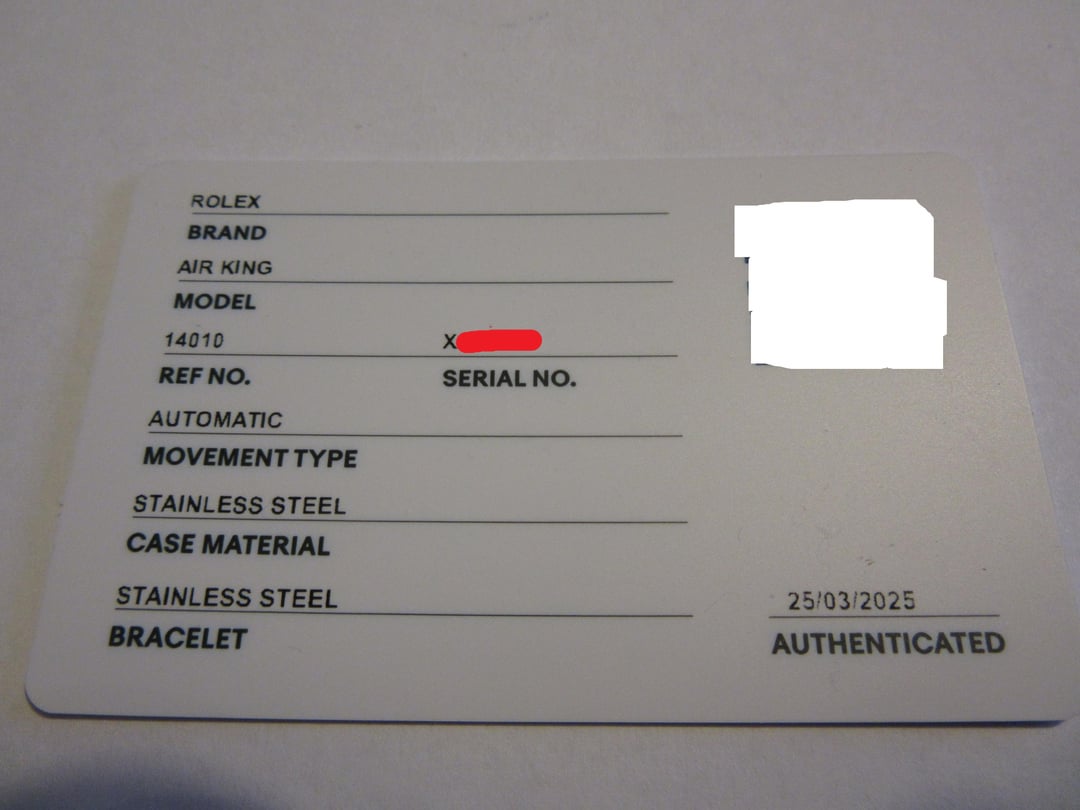 ROLEX
BRAND
AIR KING
MODEL
14010 X
REF NO. SERIAL NO.
AUTOMATIC
MOVEMENT TYPE
STAINLESS STEEL
CASE MATERIAL
STAINLESS STEEL
BRACELET
25/03/2025
AUTHENTICATED